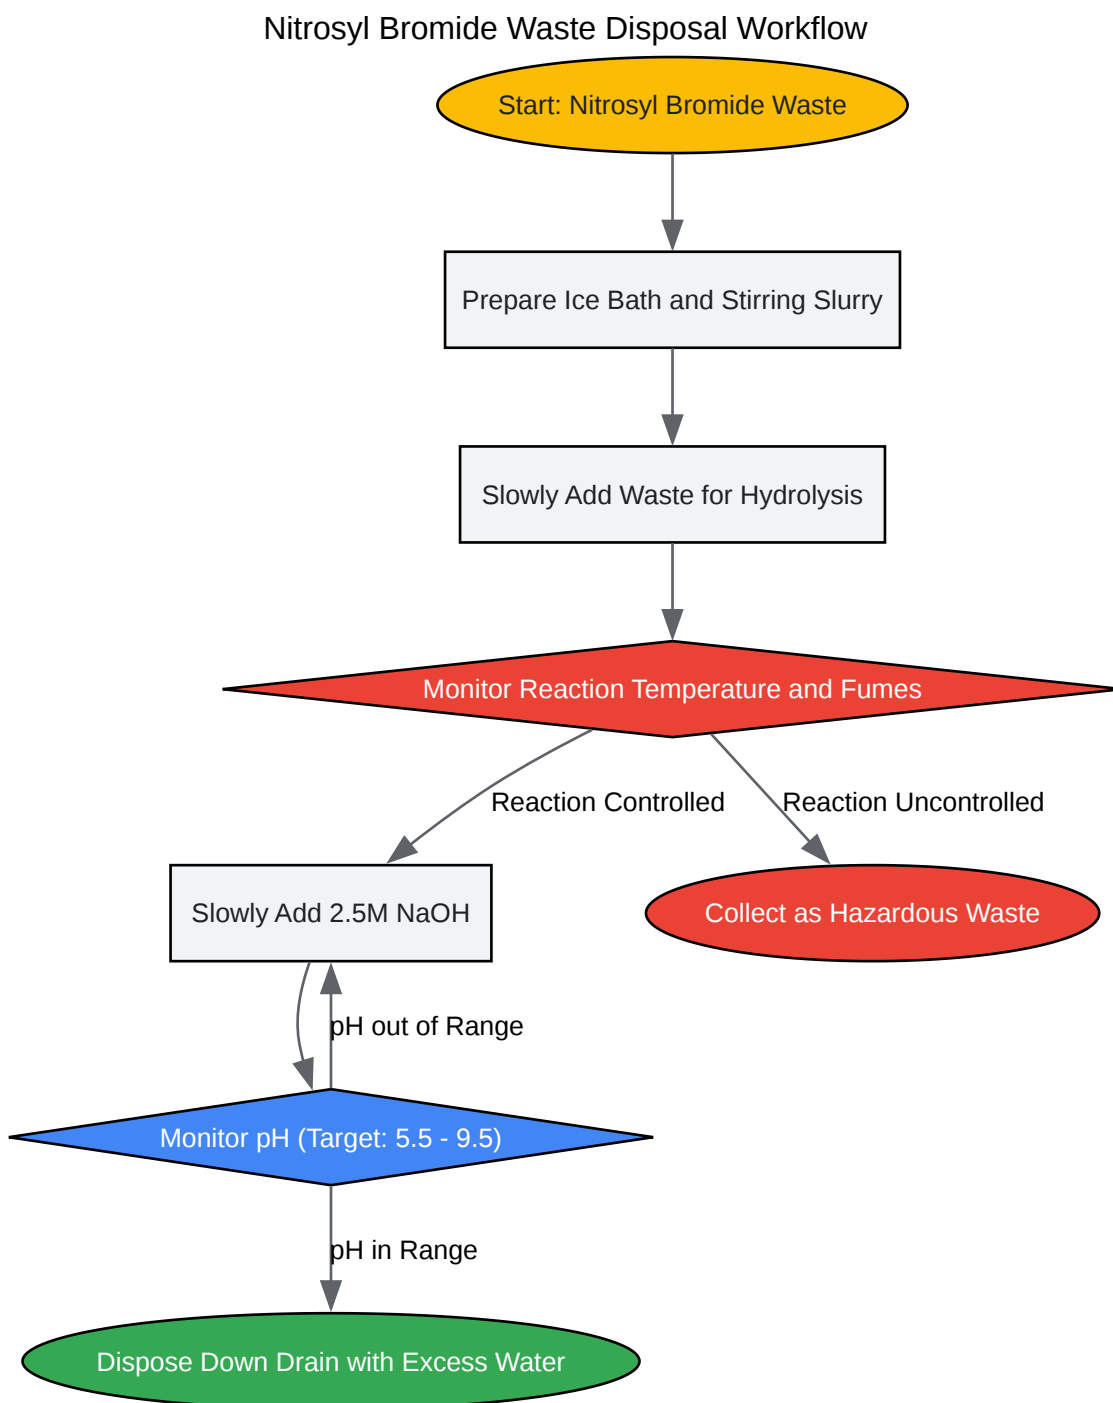 Nitrosyl Bromide Waste Disposal Workflow
Start: Nitrosyl Bromide Waste
Prepare Ice Bath and Stirring Slurry
Slowly Add Waste for Hydrolysis
Monitor Reaction Temperature and Fumes
Reaction Controlled
Reaction Uncontrolled
Slowly Add 2.5M NaOH
Collect as Hazardous Waste
pH out of Range
Monitor pH (Target: 5.5 - 9.5)
pH in Range
Dispose Down Drain with Excess Water